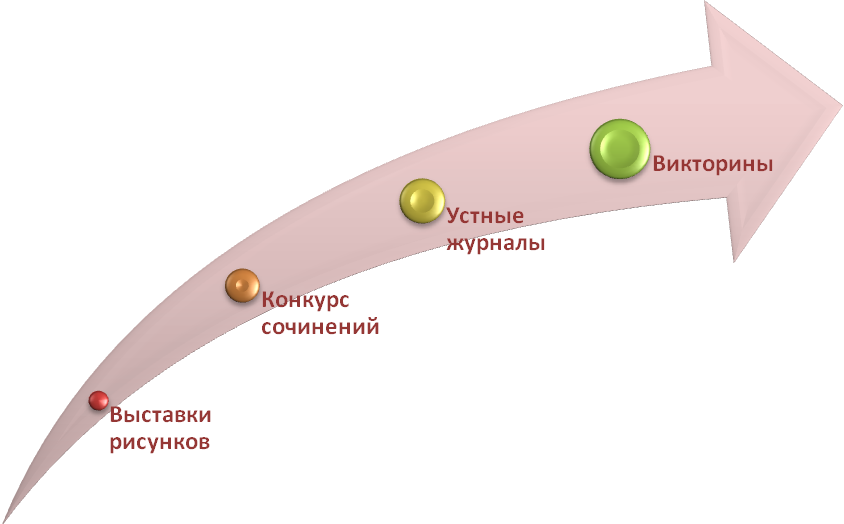 Викторины
Устные
журналы
Конкурс
сочинений
Выставки
рисунков